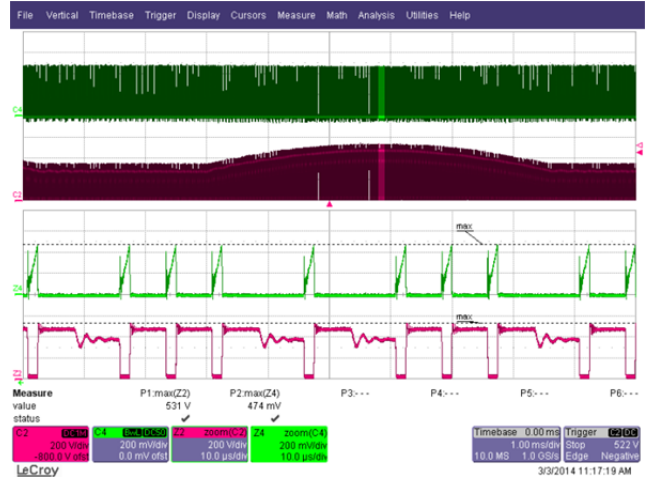 File Vertical Timebase Trigger Display Cursors Measure Math Analysis Utilities Help
C4
C2
max
Z4
max
Measure P1:max(Z2) P2:max(Z4) P3:- - - P4:- - - P5:- - - P6:- - -
value 531 V 474 mV
status
C2 DC1M C4 BwL DC50 Z2 zoom(C2) Z4 zoom(C4) Timebase 0.00 ms Trigger C2 DC
200 V/div 200 mV/div 200 V/div 200 mV/div 1.00 ms/div Stop 522 V
-800.0 V ofst 0.0 mV ofst 10.0 µs/div 10.0 µs/div 10.0 MS 1.0 GS/s Edge Negative
LeCroy 3/3/2014 11:17:19 AM